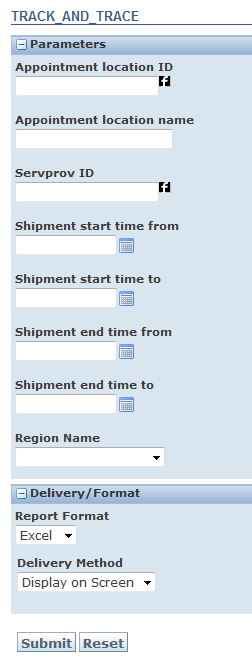 TRACK_AND_TRACE
Parameters
Appointment location ID
Appointment location name
Servprov ID
Shipment start time from
Shipment start time to
Shipment end time from
Shipment end time to
Region Name
Delivery/Format
Report Format
Excel
Delivery Method
Display on Screen
Submit Reset